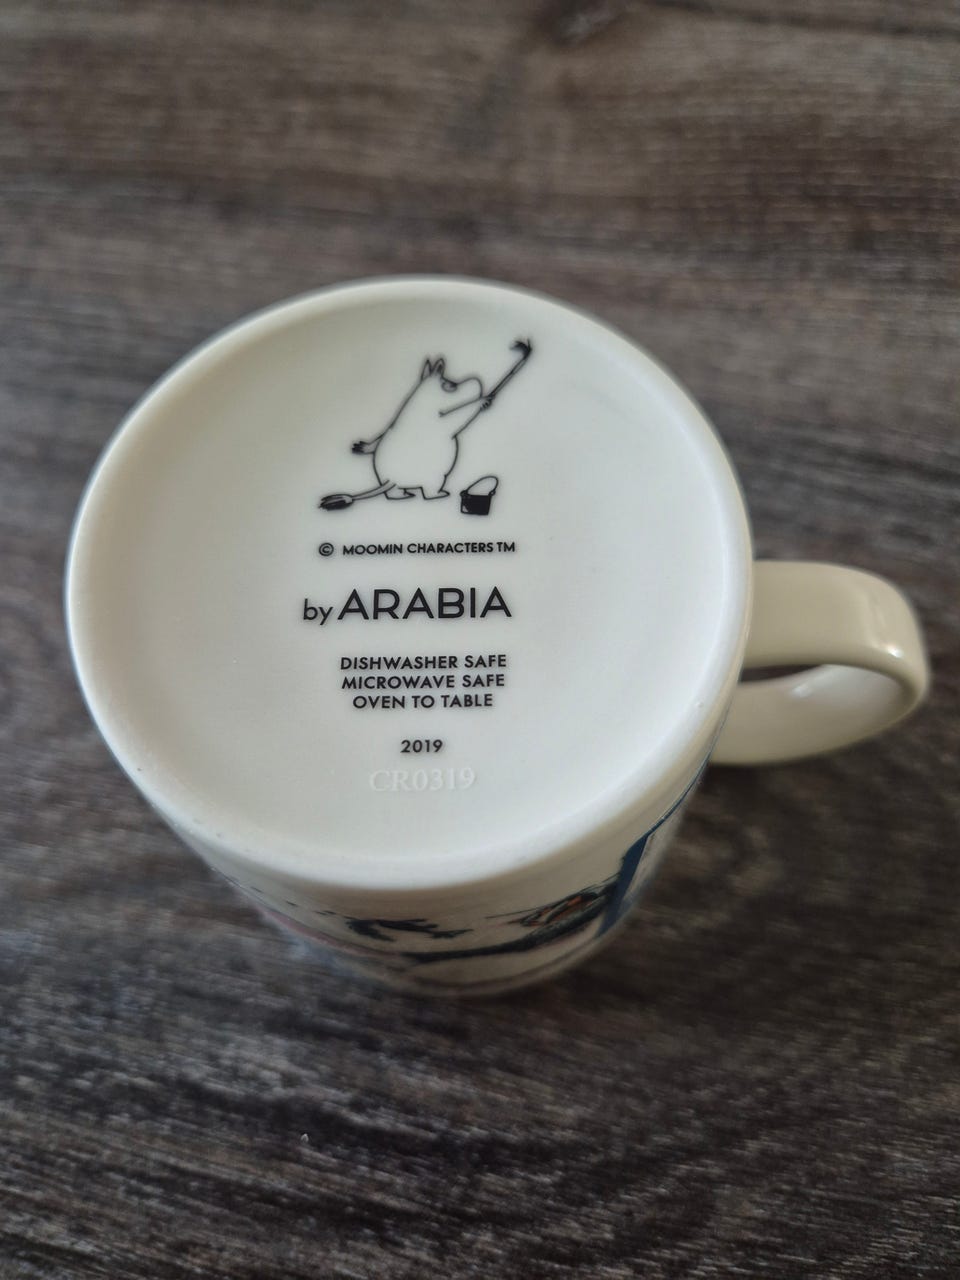 © MOOMIN CHARACTERS TM
by ARABIA
DISHWASHER SAFE
MICROWAVE SAFE
OVEN TO TABLE
2019
CR0319